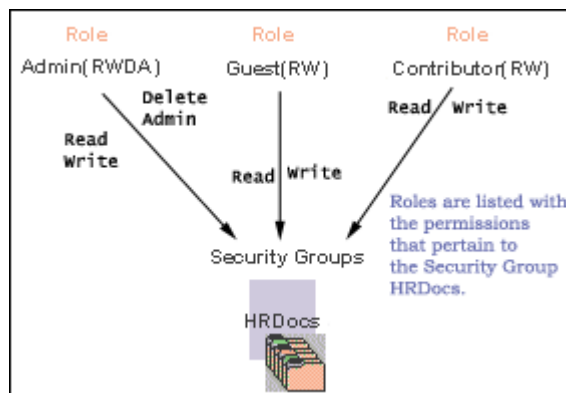 Role Role Role
Admin(RWDA) Guest(RW) Contributor(RW)
Delete
Admin
Read Write
Read
Write
Read Write
Roles are listed with
the permissions
that pertain to
the Security Group
HRDocs.
Security Groups
HRDocs